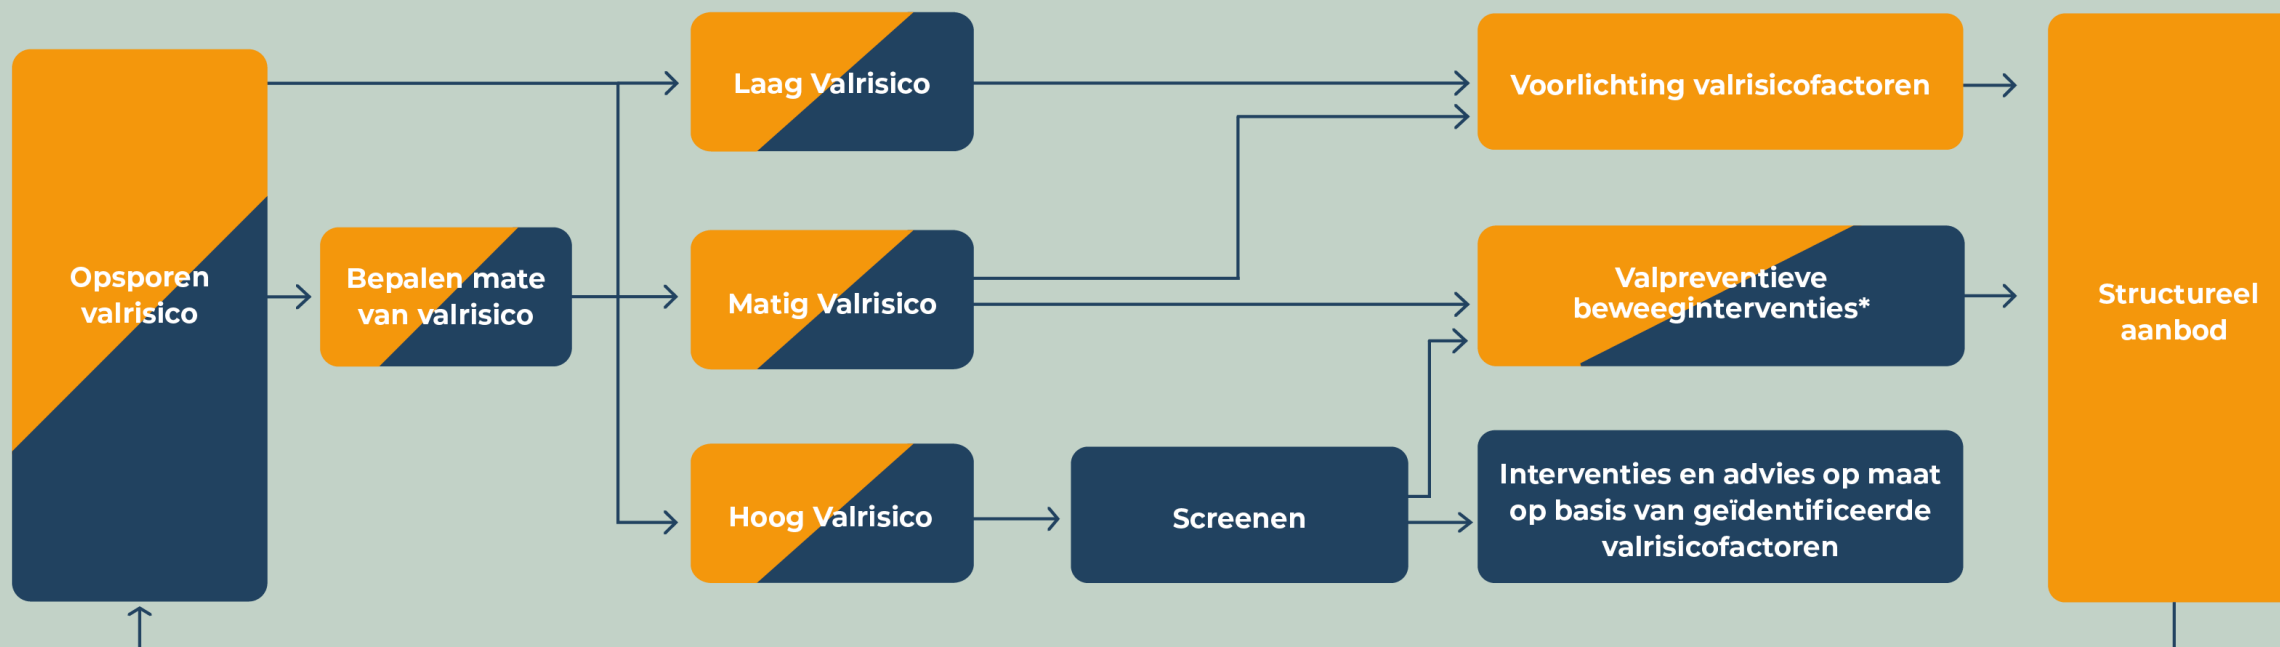 Opsporen
valrisico
Bepalen mate
van valrisico
Laag Valrisico
Matig Valrisico
Hoog Valrisico
Screenen
Voorlichting valrisicofactoren
Valpreventieve
beweeginterventies*
Interventies en advies op maat
op basis van geïdentificeerde
valrisicofactoren
Structureel
aanbod